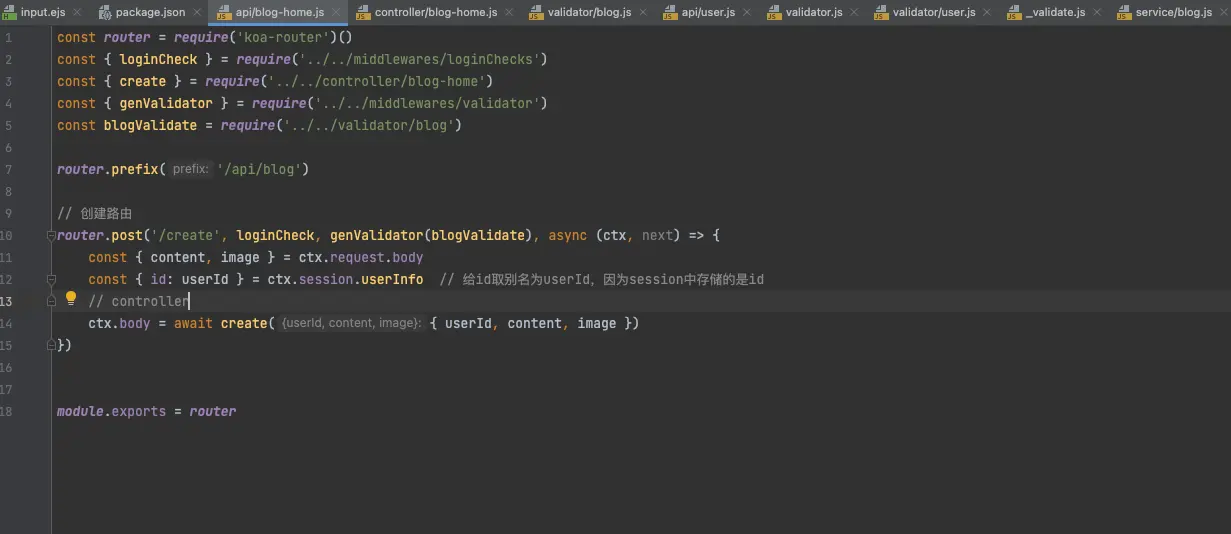 input.ejs package.json api/blog-home.js controller/blog-home.js validator/blog.js api/user.js validator.js validator/user.js _validate.js service/blog.js
1 const router = require('koa-router')()
2 const { loginCheck } = require('../../middlewares/loginChecks')
3 const { create } = require('../../controller/blog-home')
4 const { genValidator } = require('../../middlewares/validator')
5 const blogValidate = require('../../validator/blog')
6
7 router.prefix( prefix: '/api/blog')
8
9 // 创建路由
10 router.post('/create', loginCheck, genValidator(blogValidate), async (ctx, next) => {
11 const { content, image } = ctx.request.body
12 const { id: userId } = ctx.session.userInfo // 给id取别名为userId，因为session中存储的是id
13 // controller
14 ctx.body = await create( {userId, content, image}: { userId, content, image })
15 })
16
17
18 module.exports = router